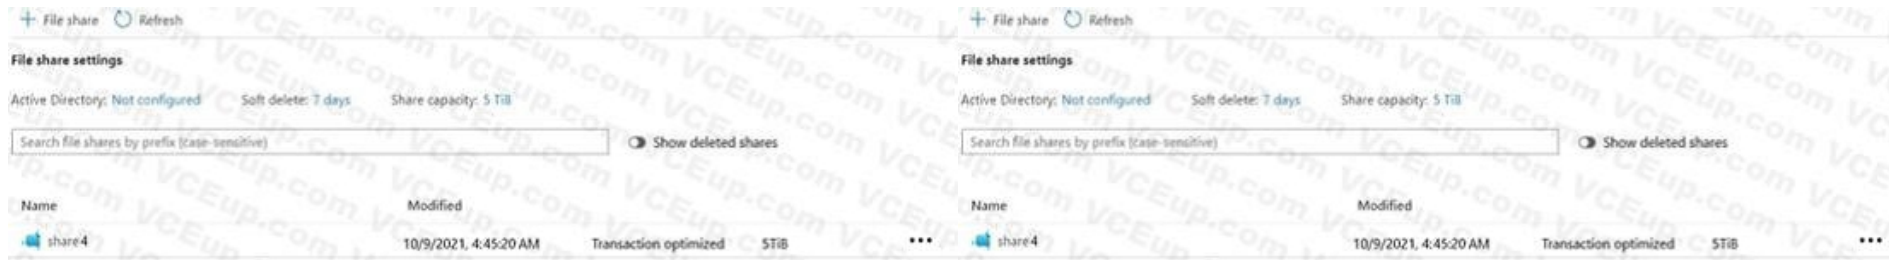 File share Refresh
File share settings
Active Directory: Not configured Soft delete: 7 days Share capacity: 5 TiB
Search file shares by prefix (case-sensitive) Show deleted shares
Name Modified
share4 10/9/2021, 4:45:20 AM Transaction optimized 5TiB •••
File share Refresh
File share settings
Active Directory: Not configured Soft delete: 7 days Share capacity: 5 TiB
Search file shares by prefix (case-sensitive) Show deleted shares
Name Modified
share4 10/9/2021, 4:45:20 AM Transaction optimized 5TiB •••
VCEup.com